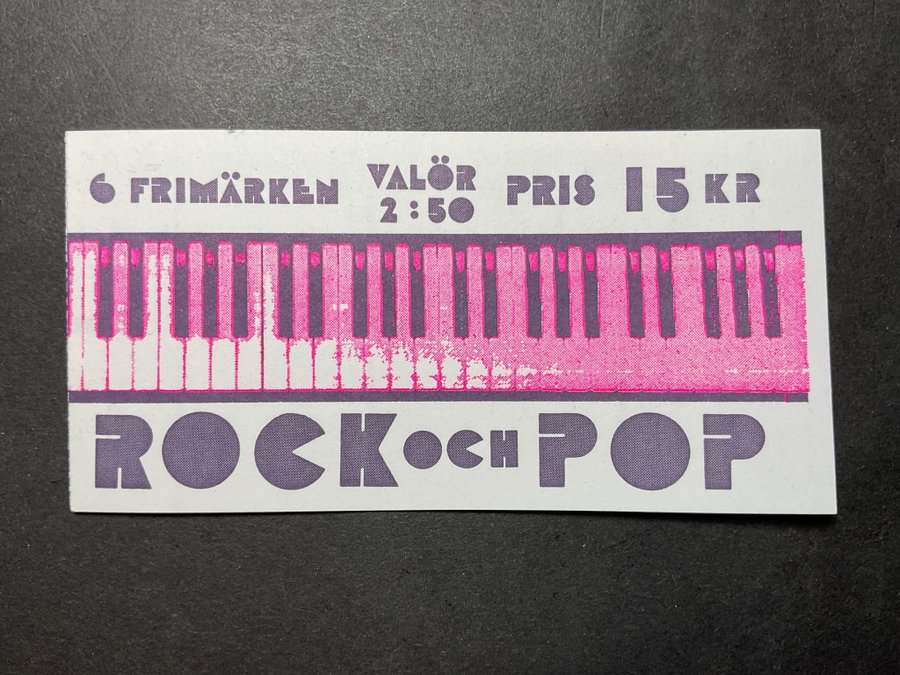 6 FRIMÄRKEN VALÖR 2:50 PRIS 15 KR
ROCK OCH POP